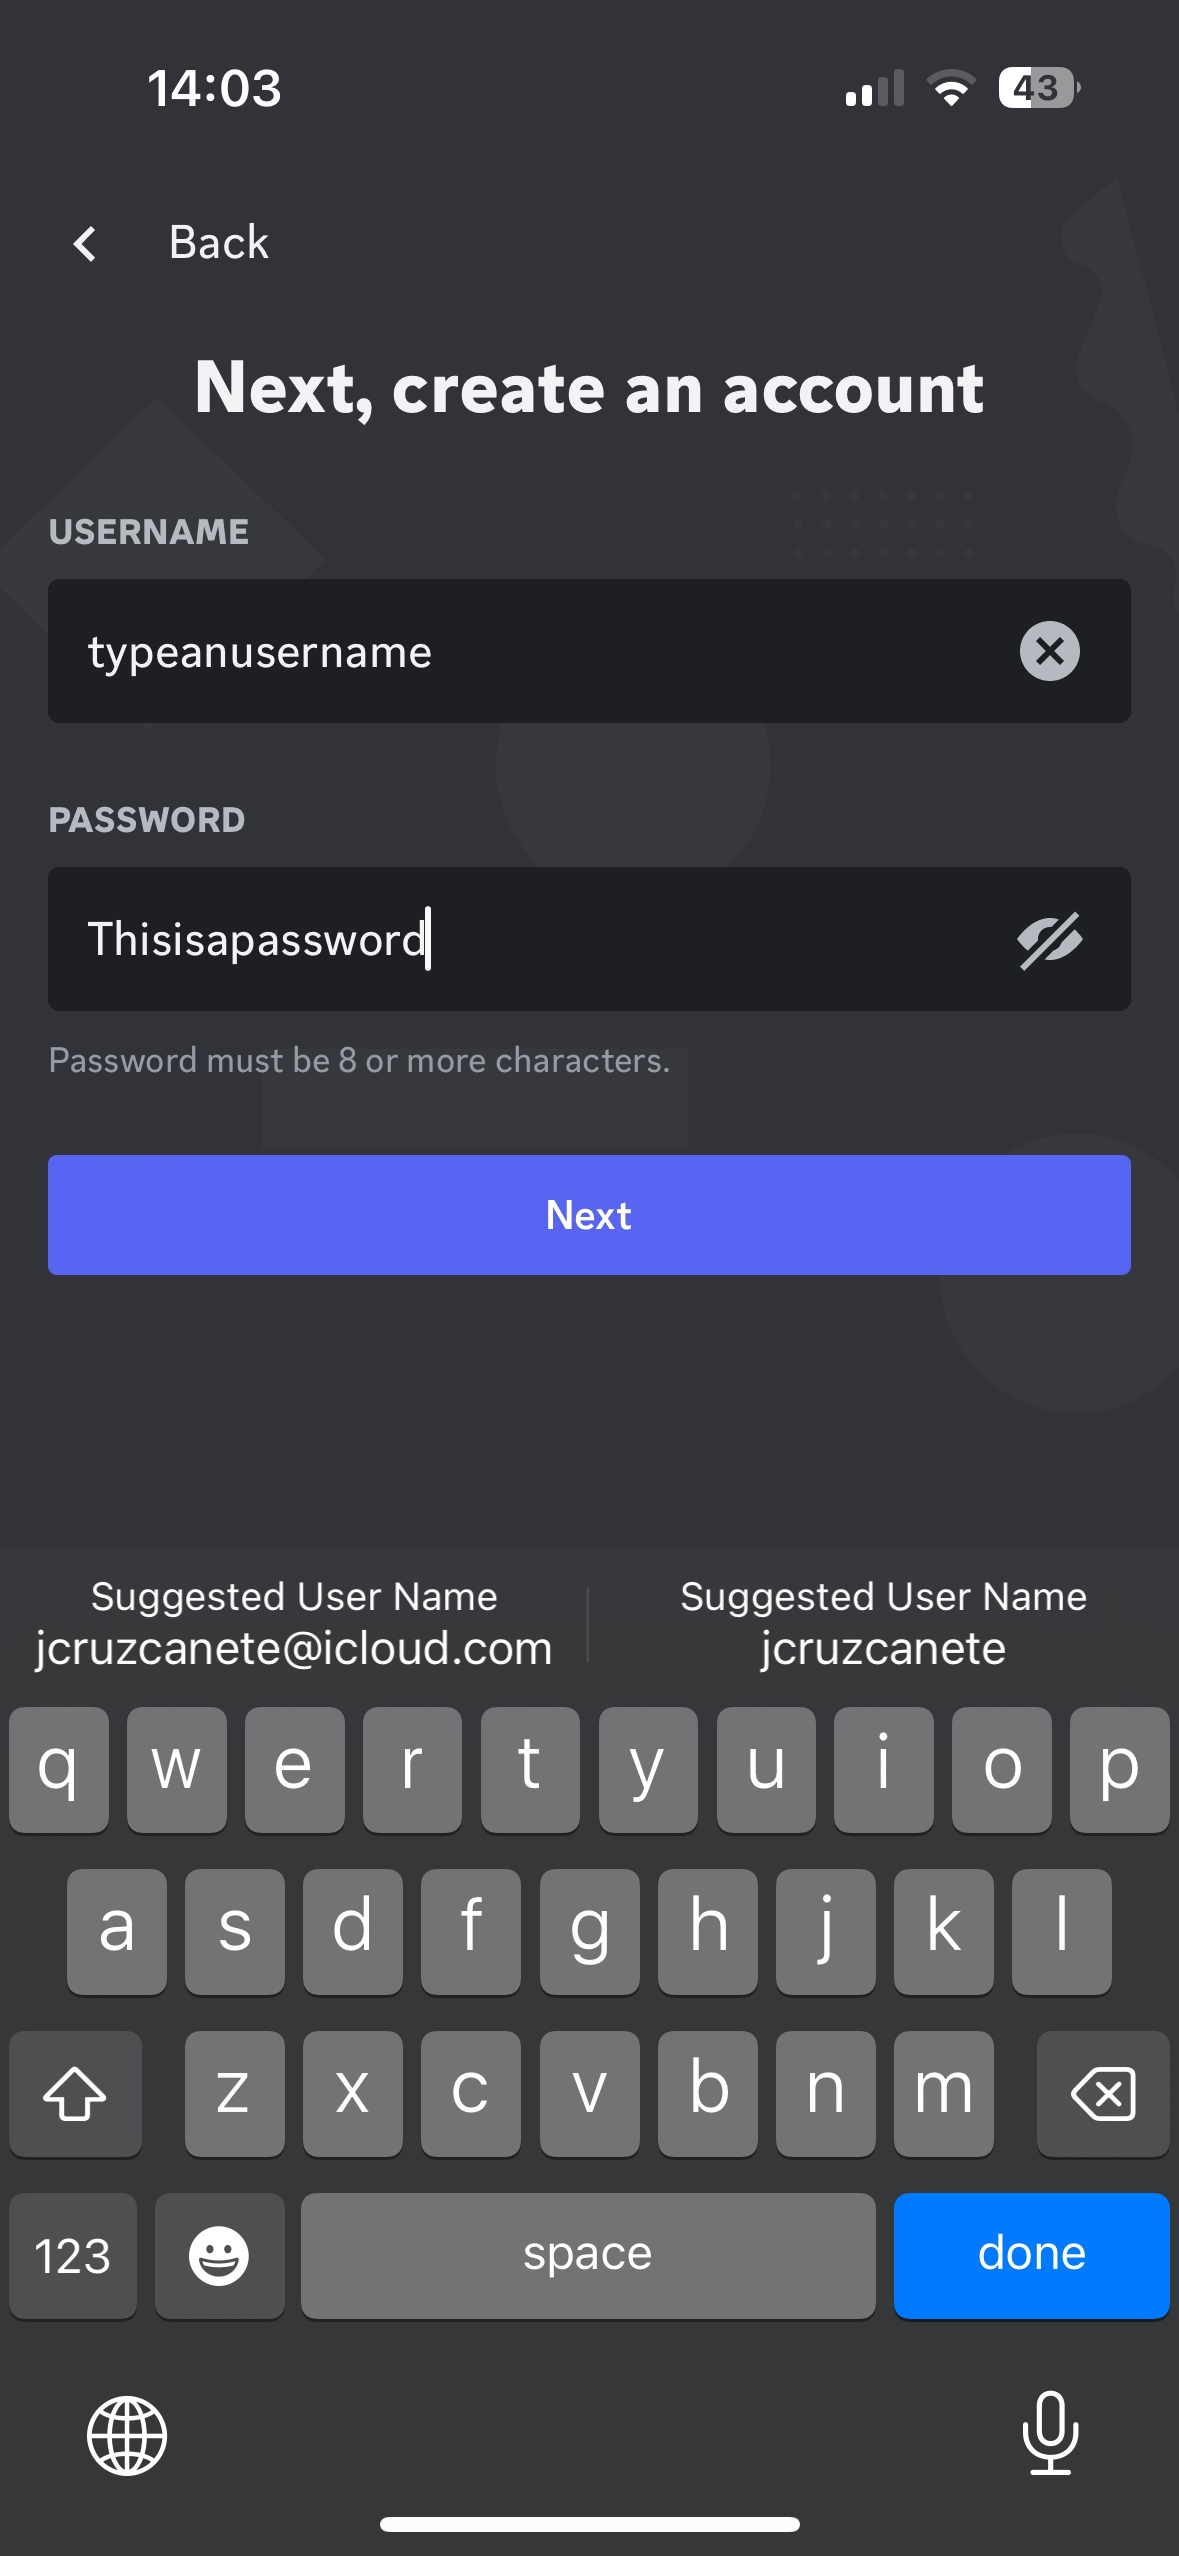 14:03
43
Back
Next, create an account
USERNAME
typeanusername
PASSWORD
Thisisapassword
Password must be 8 or more characters.
Next
Suggested User Name
jcruzcanete@icloud.com
Suggested User Name
jcruzcanete
q w e r t y u i o p
a s d f g h j k l
z x c v b n m
123 space done